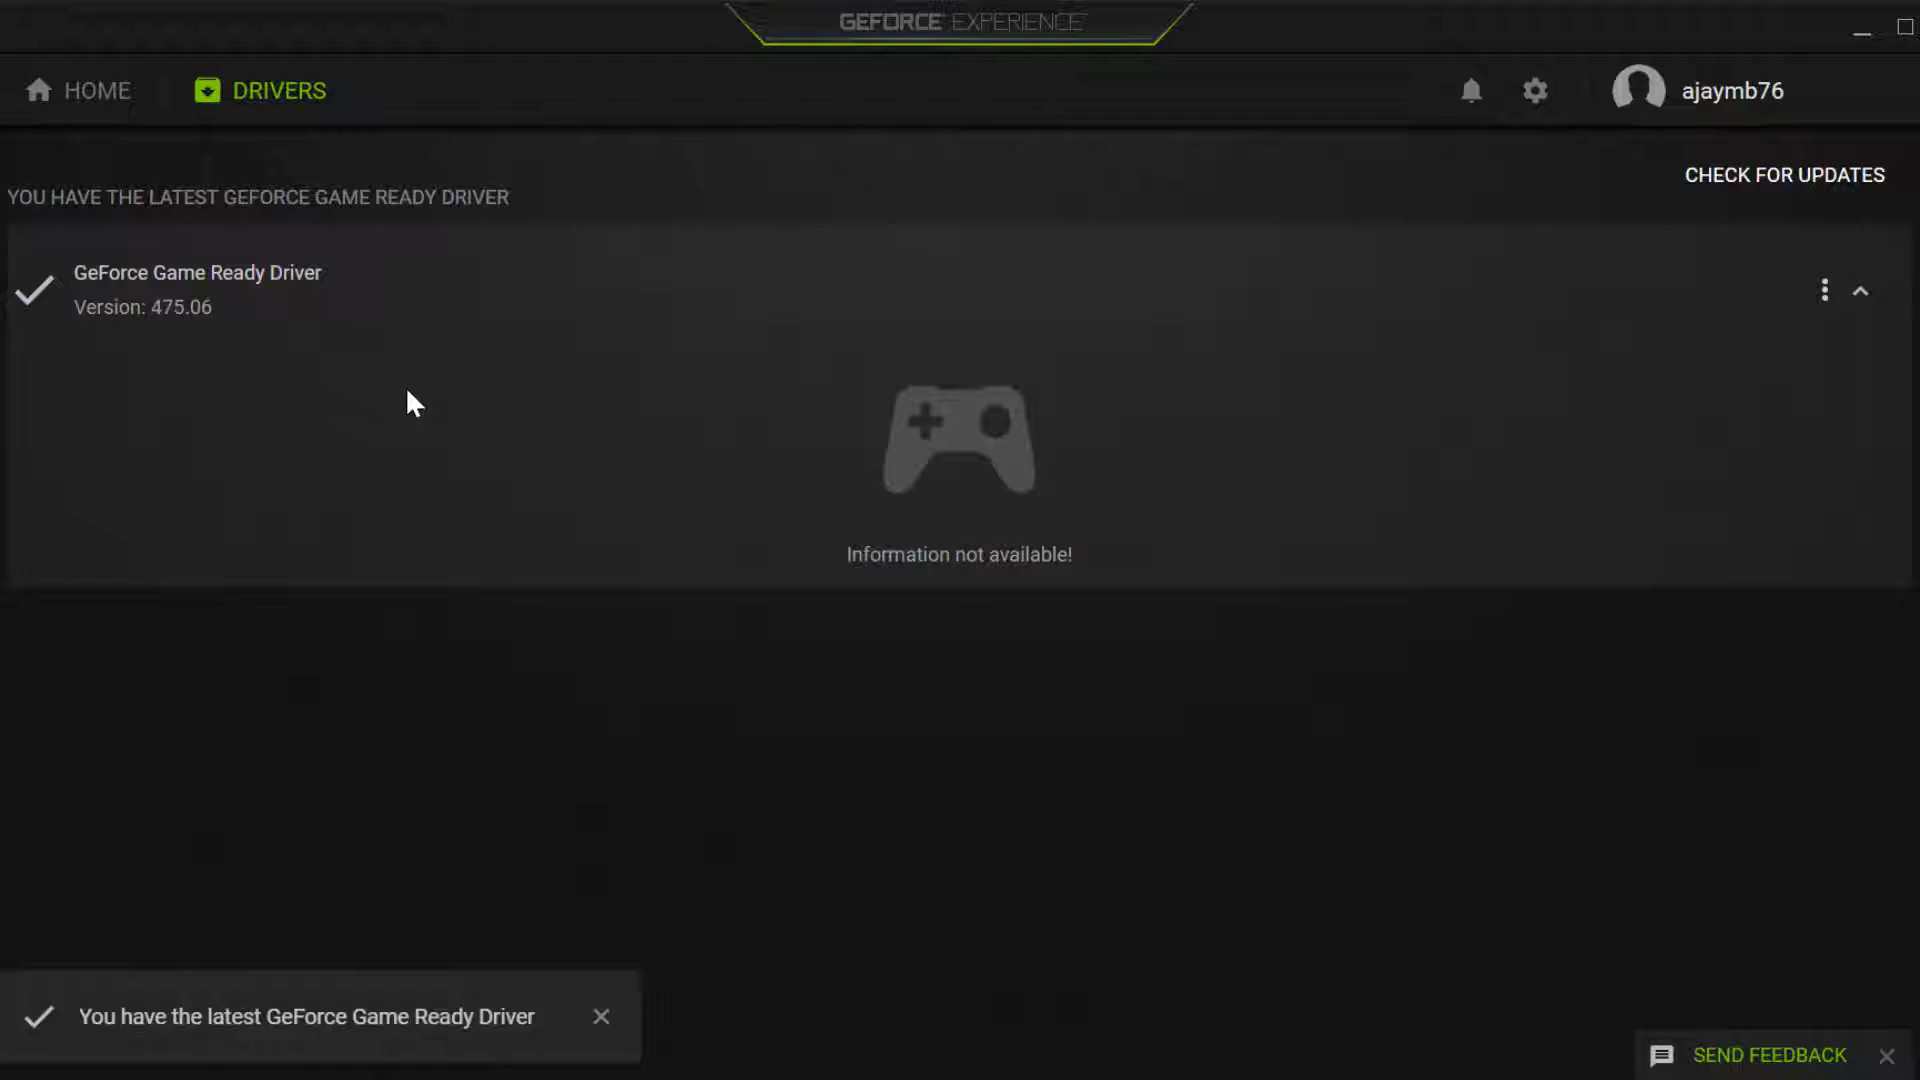 GEFORCE EXPERIENCE
HOME
DRIVERS
ajaymb76
CHECK FOR UPDATES
YOU HAVE THE LATEST GEFORCE GAME READY DRIVER
GeForce Game Ready Driver
Version: 475.06
Information not available!
You have the latest GeForce Game Ready Driver
SEND FEEDBACK